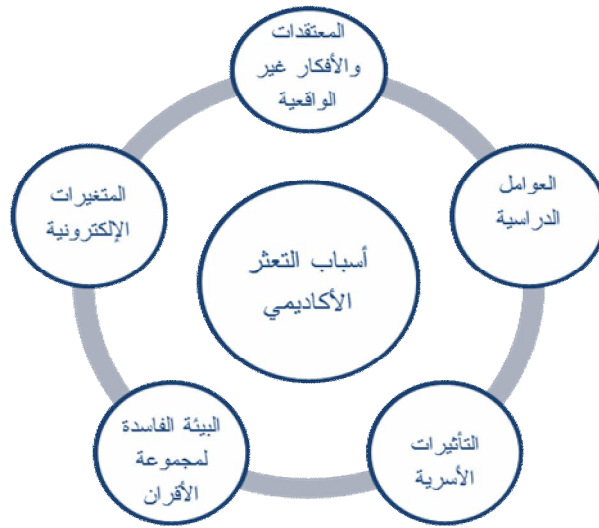 المعتقدات
والأفكار غير
الواقعية
العوامل
الدراسية
المتغيرات
الإلكترونية
أسباب التعثر
الأكاديمي
التأثيرات
الأسرية
البيئة الفاسدة
لمجموعة
الأقران